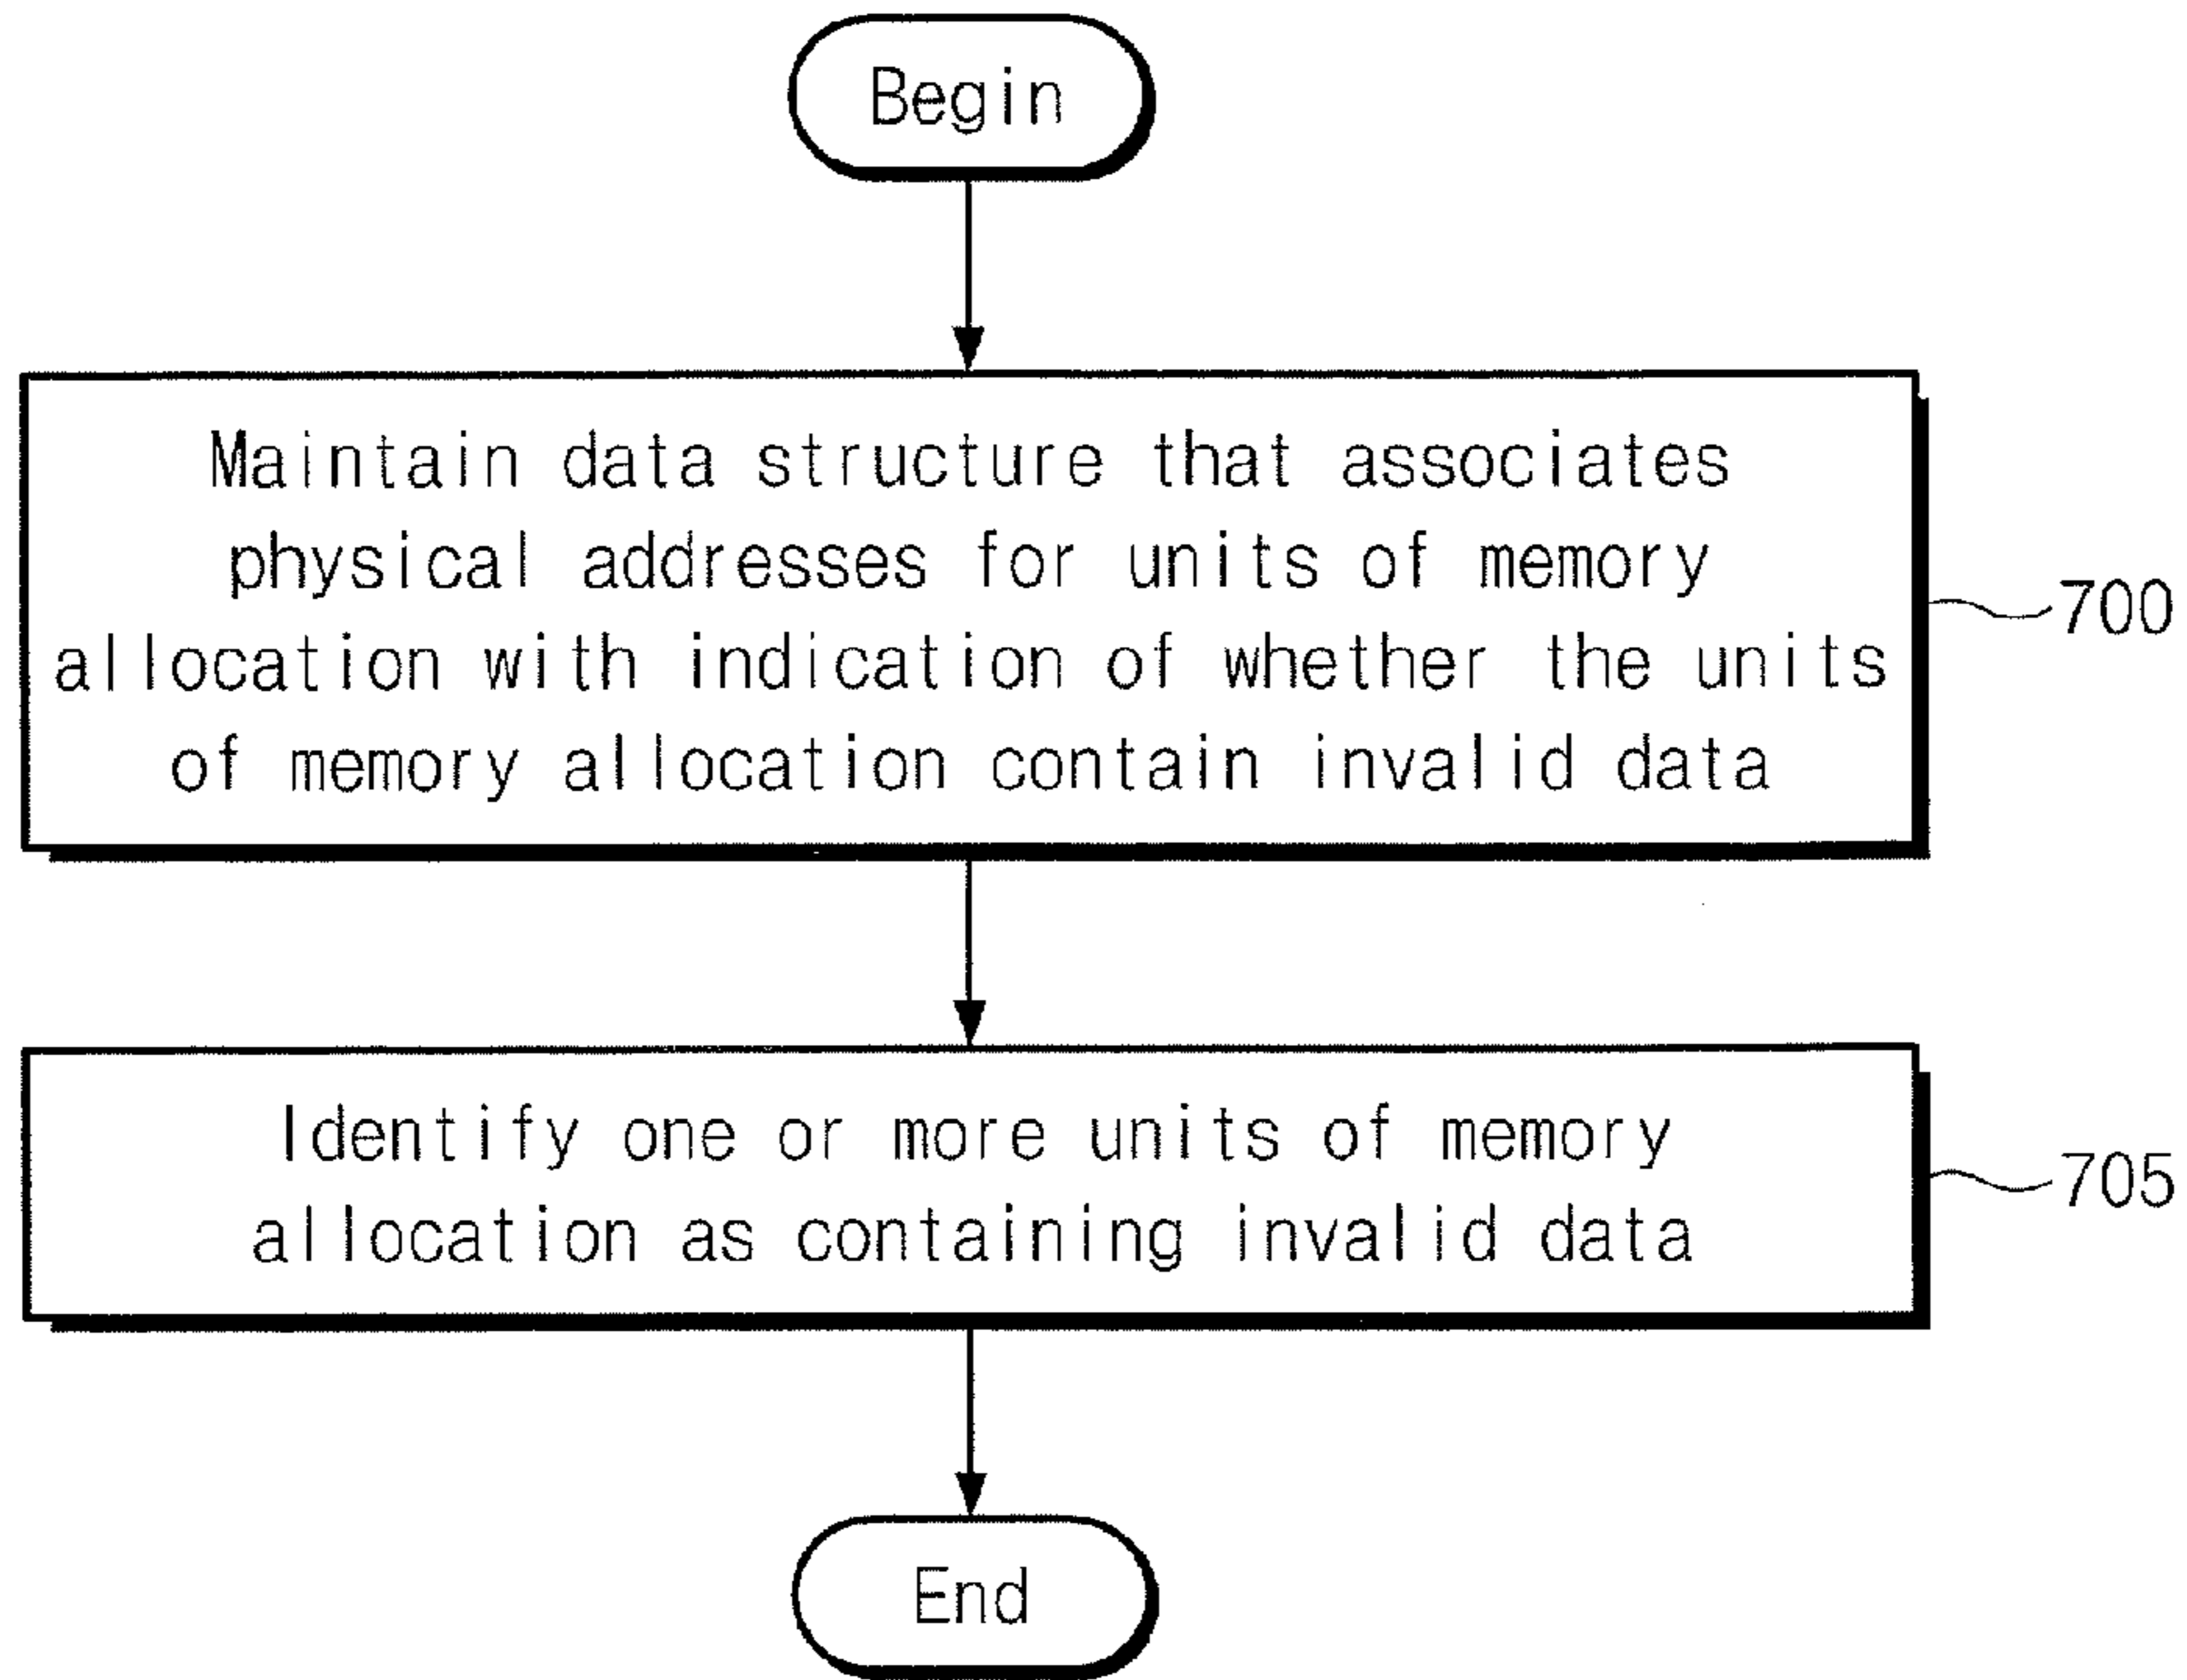 Begin
Maintain data structure that associates
physical addresses for units of memory
allocation with indication of whether the units
of memory allocation contain invalid data
700
Identify one or more units of memory
allocation as containing invalid data
705
End